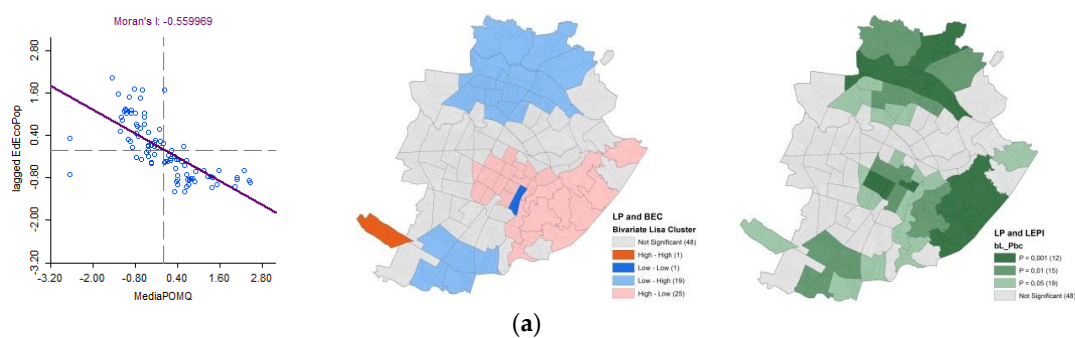 Moran's I: -0.559969
2.80
1.60
0.40
-0.80
-2.00
-3.20
lagged EdEcoPop
-3.20 -2.00 -0.80 0.40 1.60 2.80
MediaPOMQ
LP and BEC
Bivariate Lisa Cluster
Not Significant (48)
High - High (1)
Low - Low (1)
Low - High (19)
High - Low (25)
LP and LEPI
bL_Pbc
P = 0,001 (12)
P = 0,01 (15)
P = 0,05 (19)
Not Significant (48)
(a)